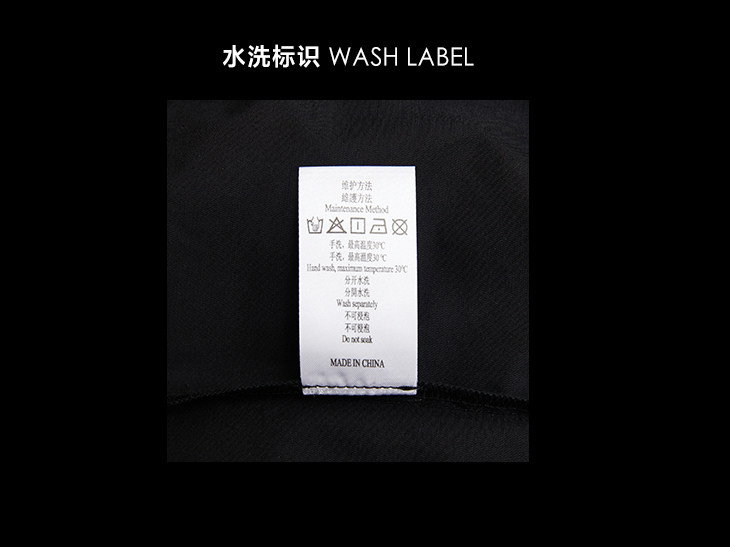 水洗标识 WASH LABEL
维护方法
維護方法
Maintenance Method
手洗，最高温度30℃
手洗，最高溫度30 ℃
Hand wash, maximum temperature 30℃
分开水洗
分開水洗
Wash separately
不可浸泡
不可浸泡
Do not soak
MADE IN CHINA